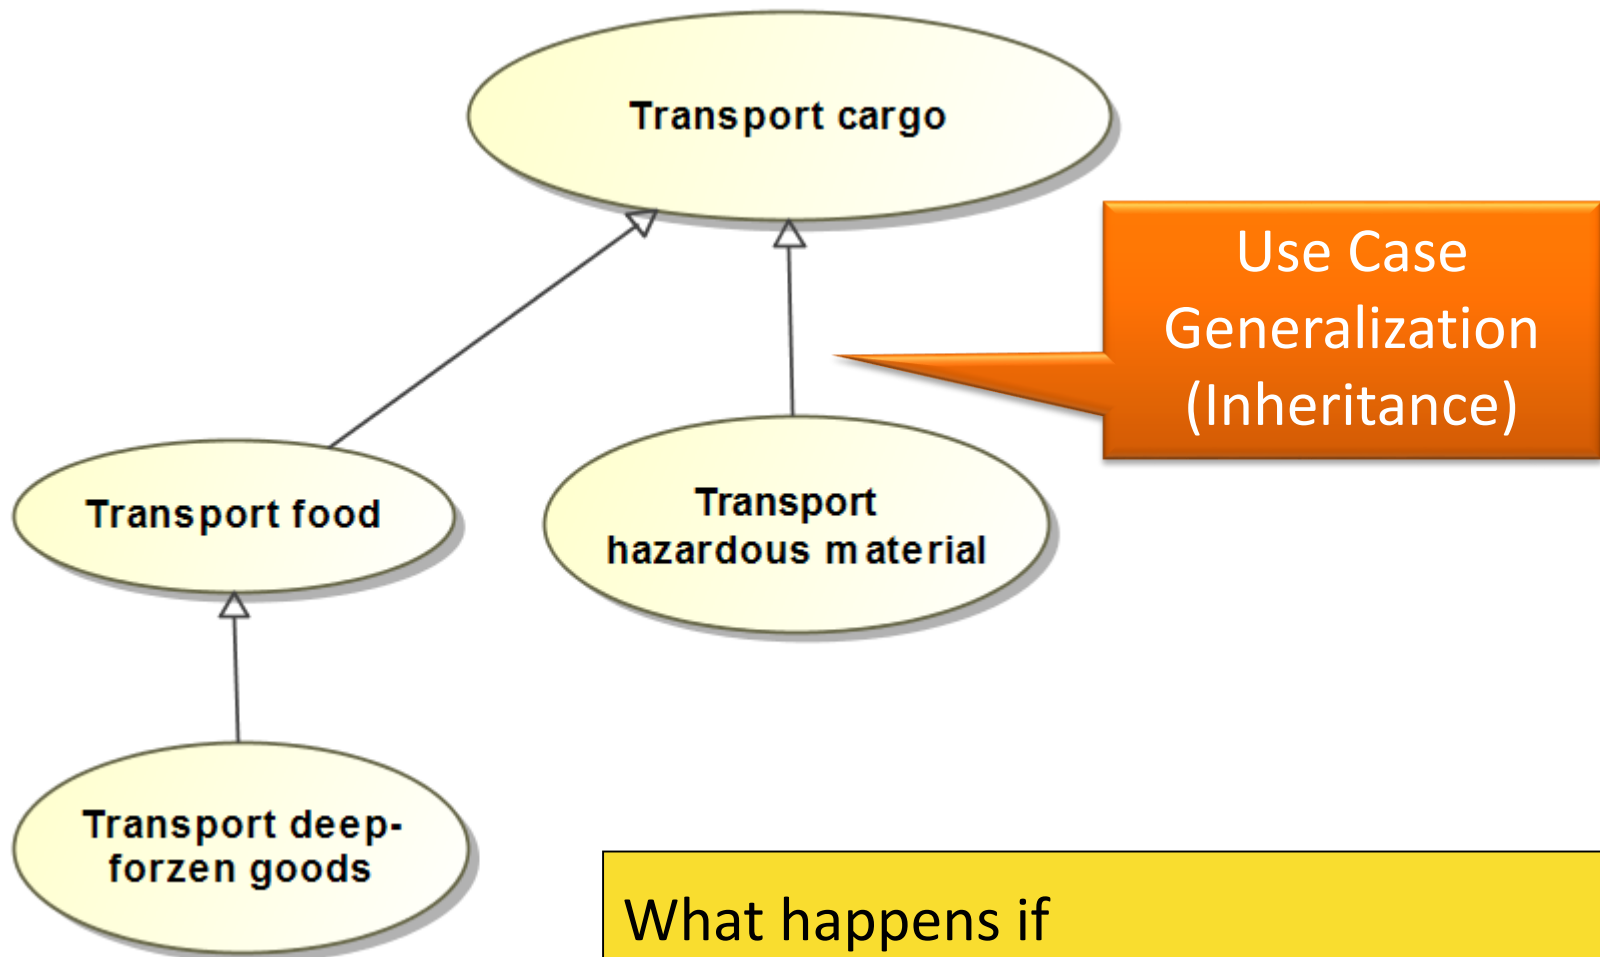 Transport cargo
Use Case
Generalization
(Inheritance)
Transport food
Transport
hazardous material
Transport deep-
forzen goods
What happens if